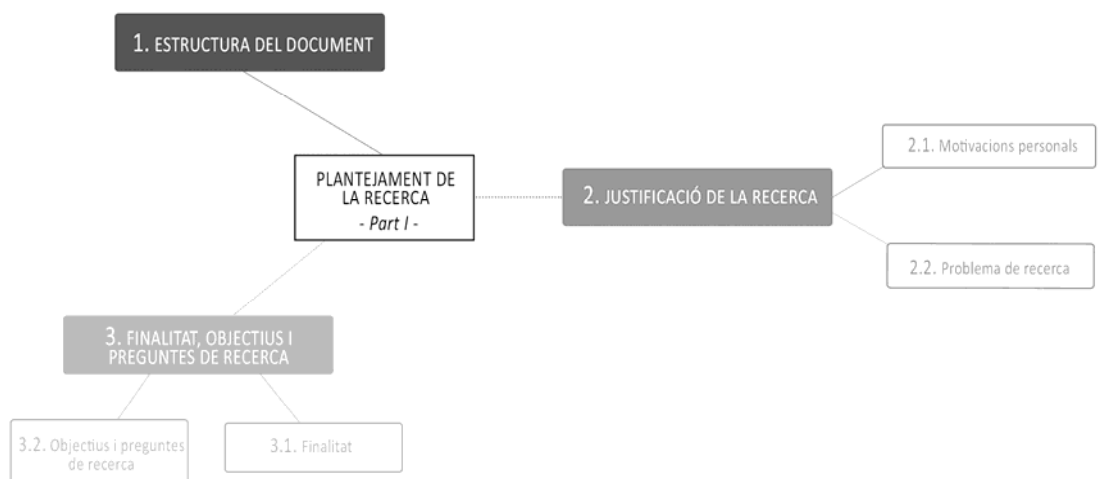 1. ESTRUCTURA DEL DOCUMENT
PLANTEJAMENT DE
LA RECERCA
- Part I -
2. JUSTIFICACIÓ DE LA RECERCA
2.1. Motivacions personals
2.2. Problema de recerca
3. FINALITAT, OBJECTIUS I
PREGUNTES DE RECERCA
3.2. Objectius i preguntes
de recerca
3.1. Finalitat